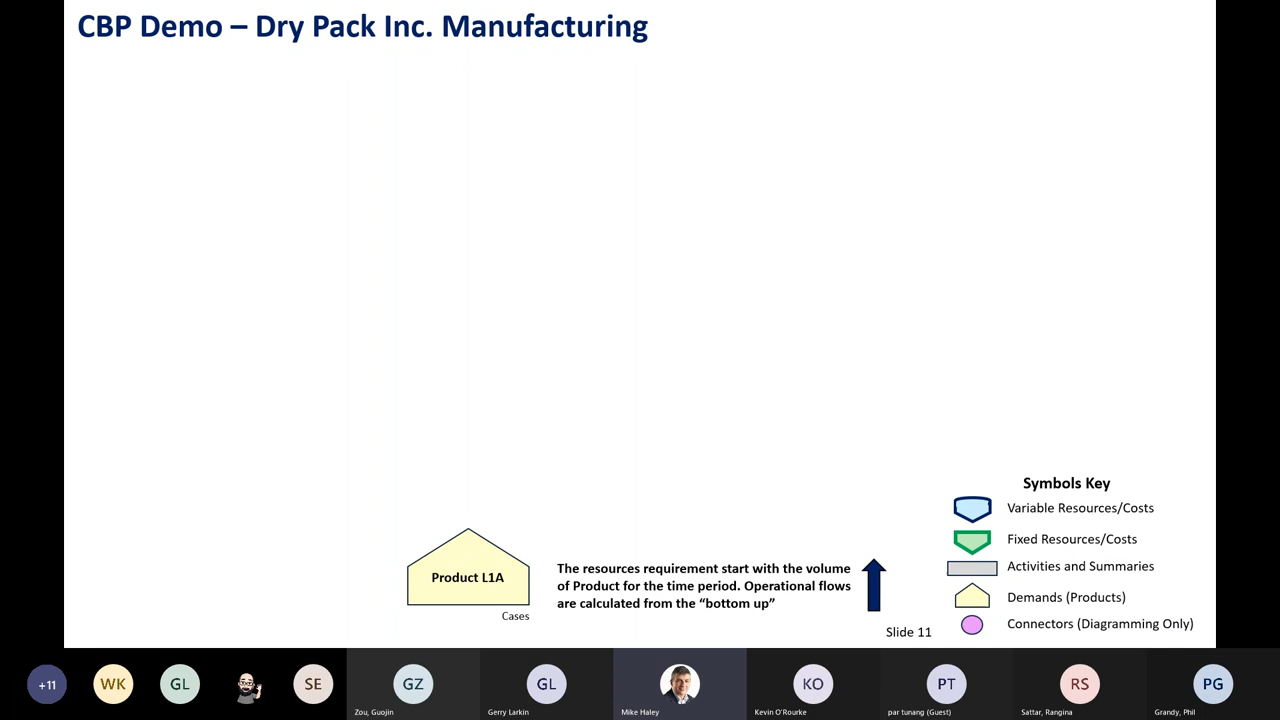 CBP Demo – Dry Pack Inc. Manufacturing
Symbols Key
Variable Resources/Costs
Fixed Resources/Costs
Activities and Summaries
Demands (Products)
Connectors (Diagramming Only)
Product L1A
Cases
The resources requirement start with the volume
of Product for the time period. Operational flows
are calculated from the “bottom up”
Slide 11
+11
WK
GL
SE
GZ
Zou, Guojin
GL
Gerry Larkin
Mike Haley
KO
Kevin O'Rourke
PT
par tunang (Guest)
RS
Sattar, Rangina
PG
Grandy, Phil